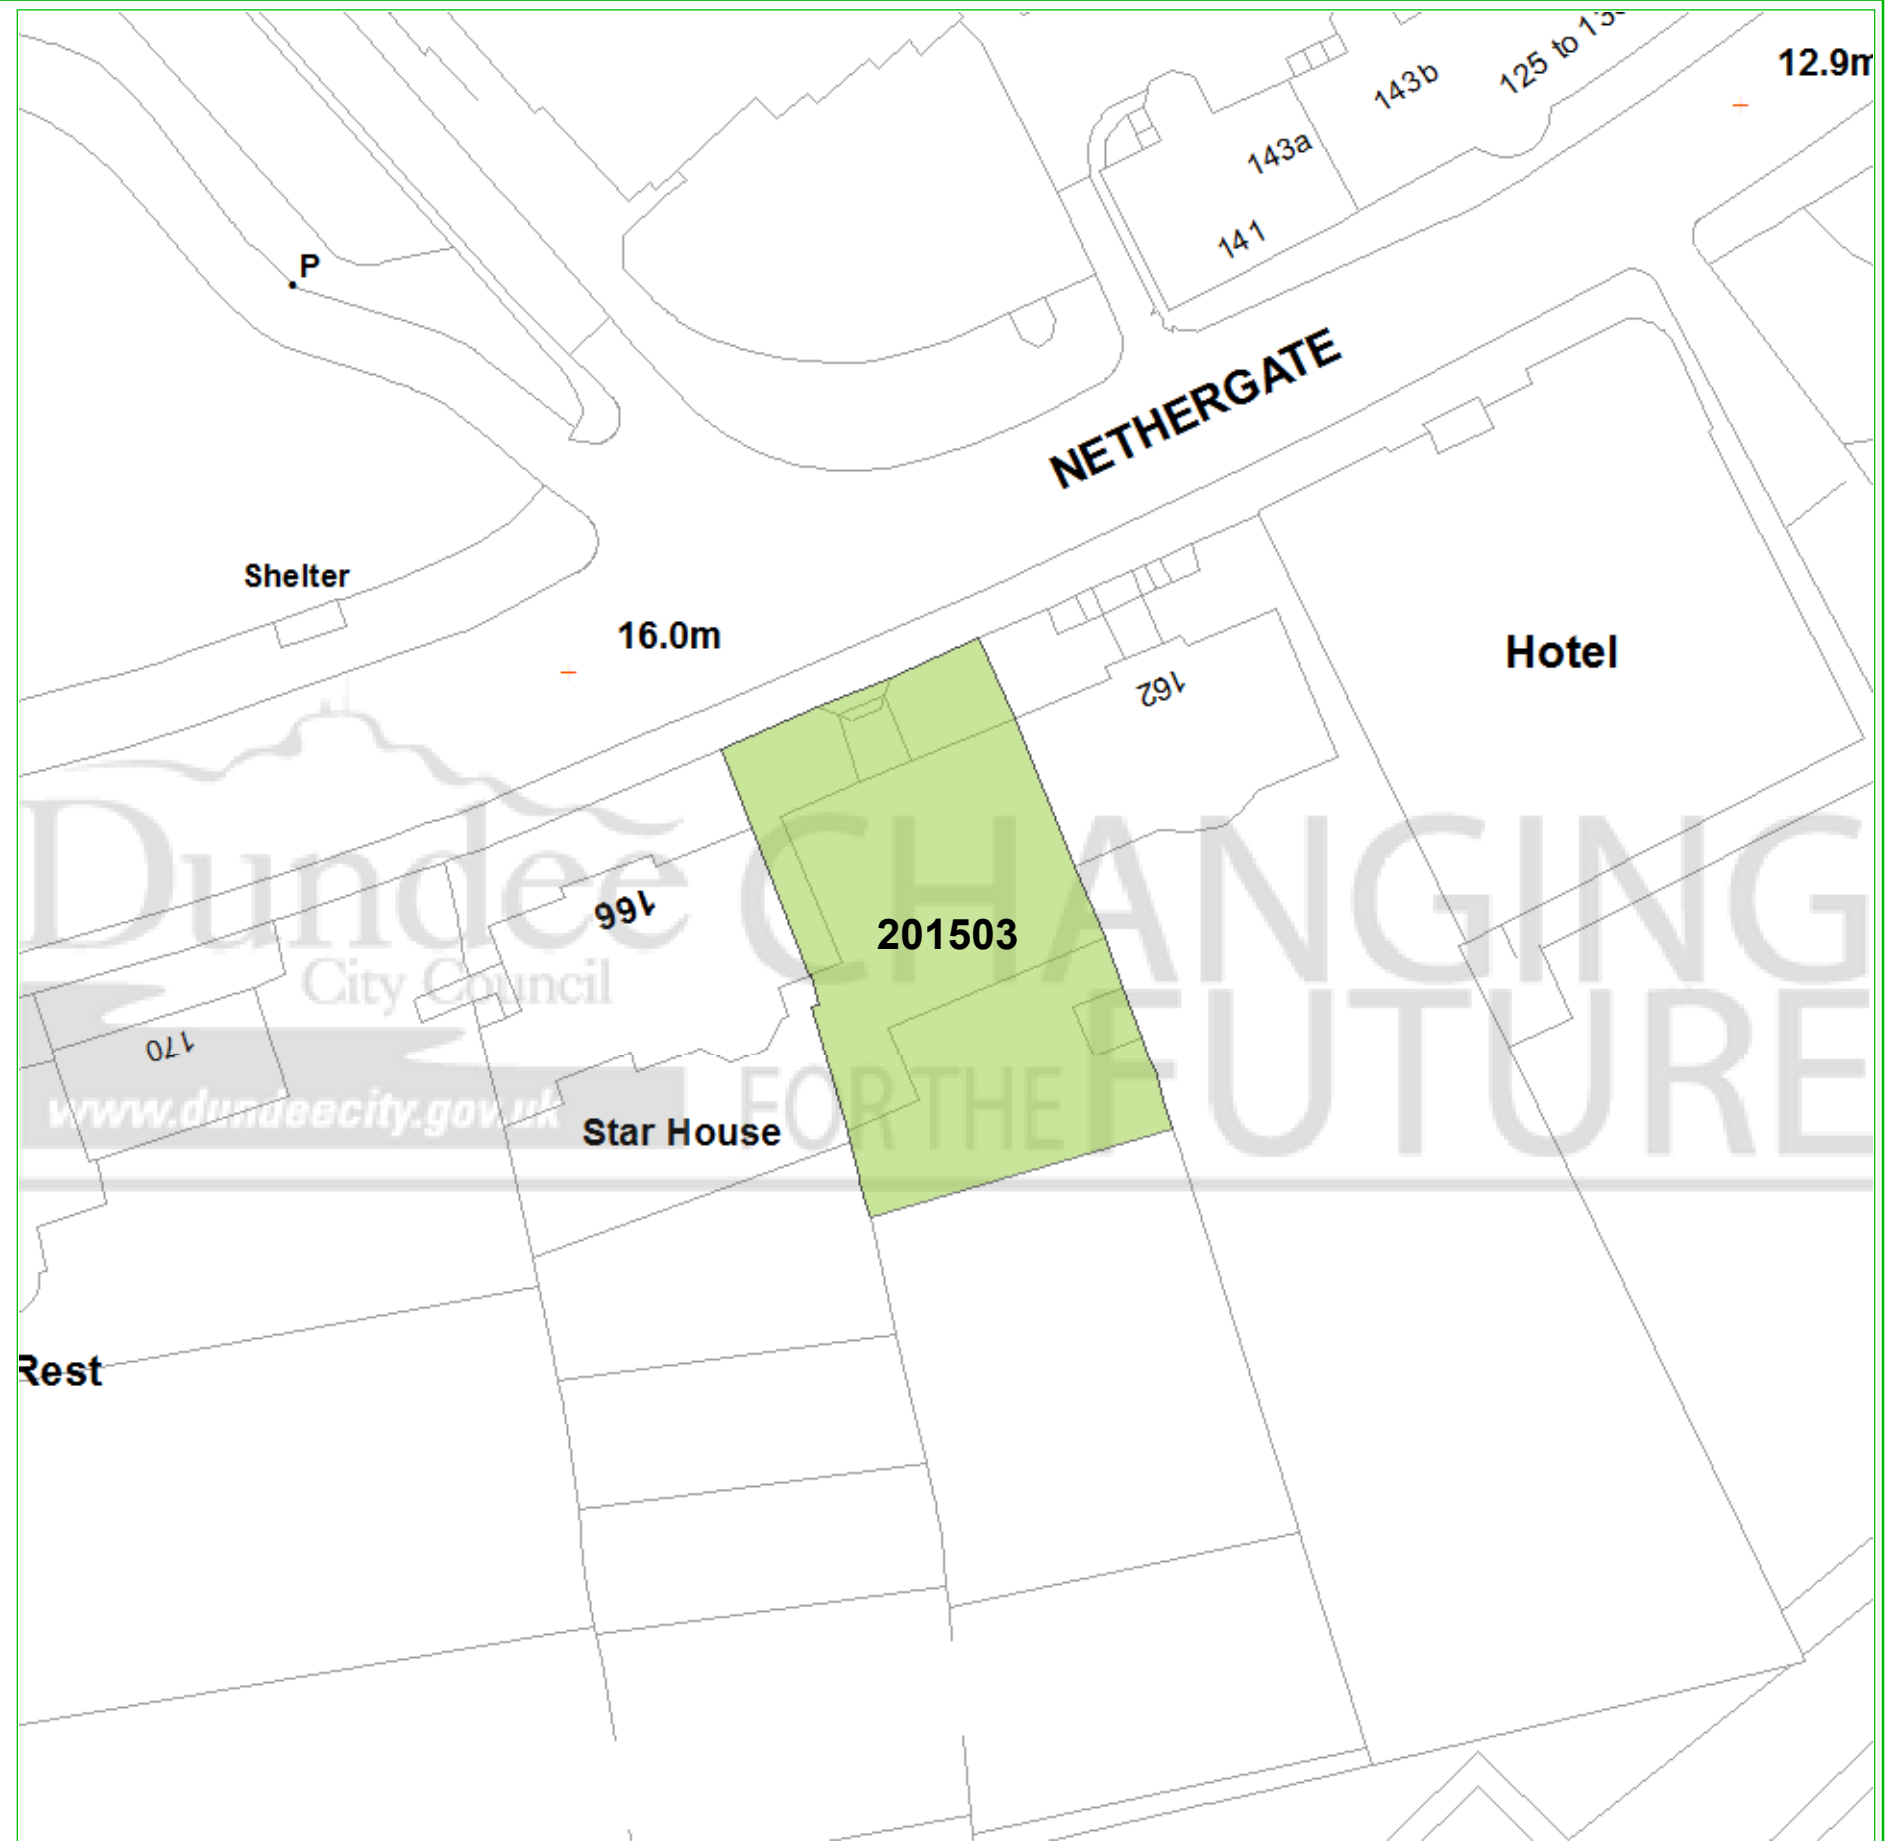 12.9m
143b
143a
141
P
NETHERGATE
Shelter
16.0m
Hotel
162
Dundee
City Council
CHANGING
FOR THE FUTURE
www.dundeecity.gov.uk
166
201503
170
Star House
Rest
125 to